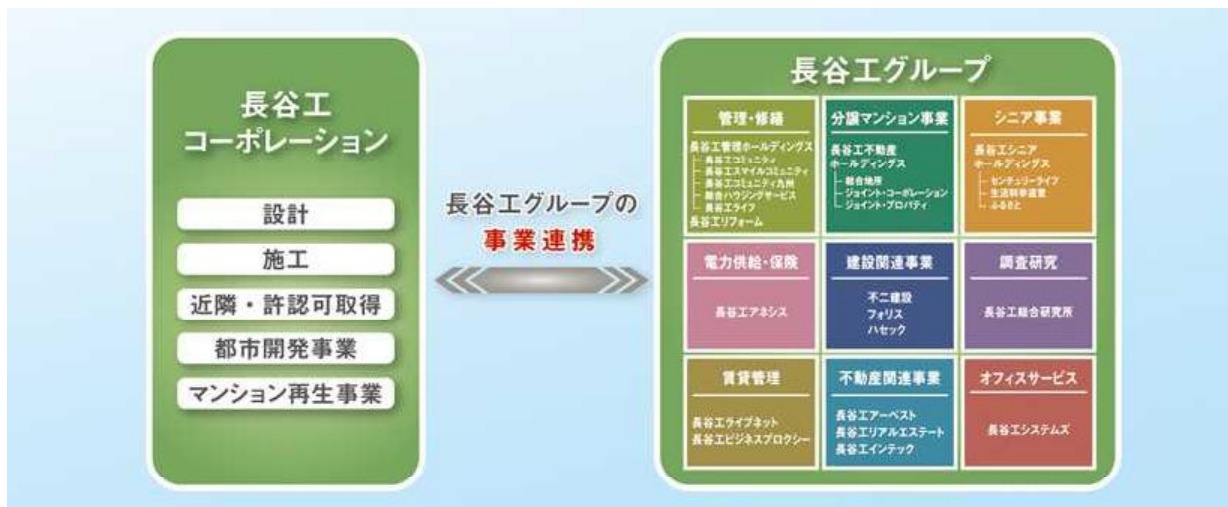 長谷工
コーポレーション
設計
施工
近隣・許認可取得
都市開発事業
マンション再生事業
長谷工グループの
事業連携
長谷工グループ
管理・修繕
長谷工管理ホールディングス
長谷工コミュニティ
長谷工スマイルコミュニティ
長谷工コミュニティ九州
総合ハウジングサービス
長谷工ライフ
長谷工リフォーム
分譲マンション事業
長谷工不動産
ホールディングス
総合地所
ジョイント・コーポレーション
ジョイント・プロパティ
シニア事業
長谷工シニア
ホールディングス
センチュリーライフ
生活科学運営
ふるさと
電力供給・保険
長谷工アネシス
建設関連事業
不二建設
フォリス
ハセック
調査研究
長谷工総合研究所
賃貸管理
長谷工ライブネット
長谷工ビジネスプロクシー
不動産関連事業
長谷工アーベスト
長谷工リアルエステート
長谷工インテック
オフィスサービス
長谷工システムズ